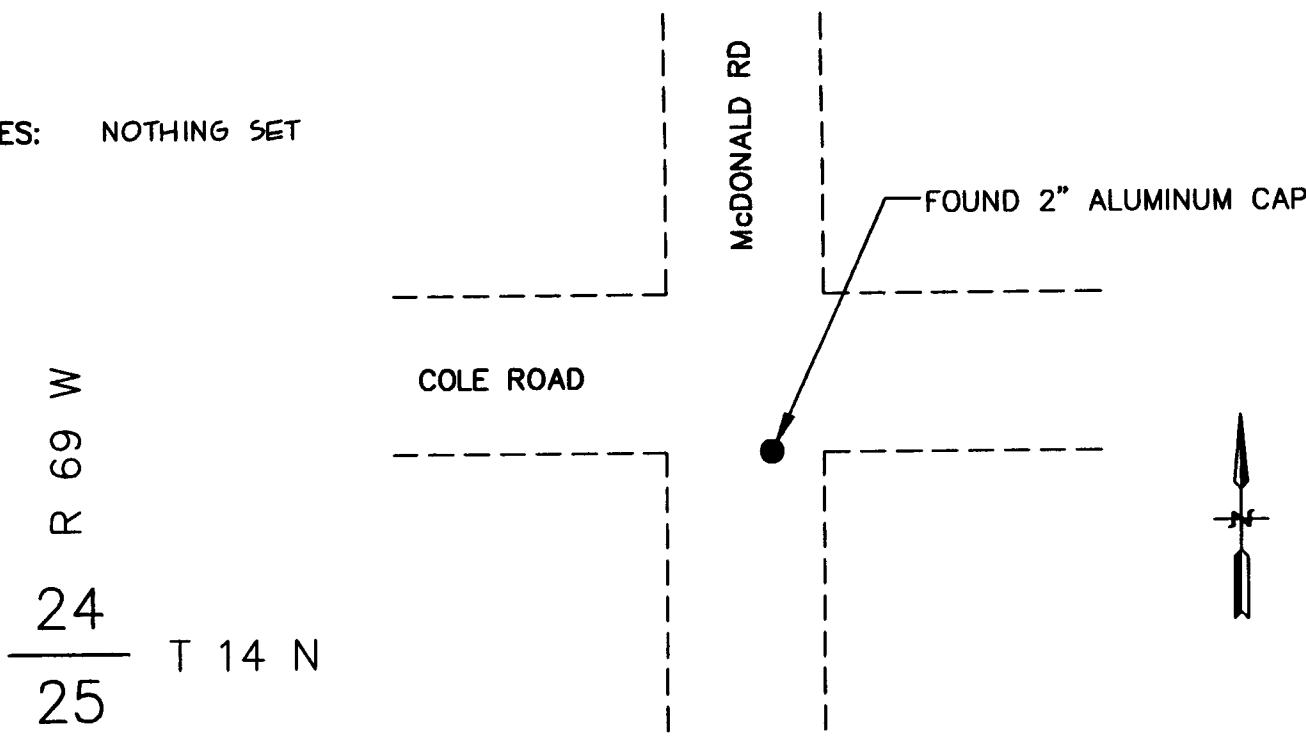 McDONALD RD
ES: NOTHING SET
FOUND 2" ALUMINUM CAP
COLE ROAD
R 69 W
24
T 14 N
25
N